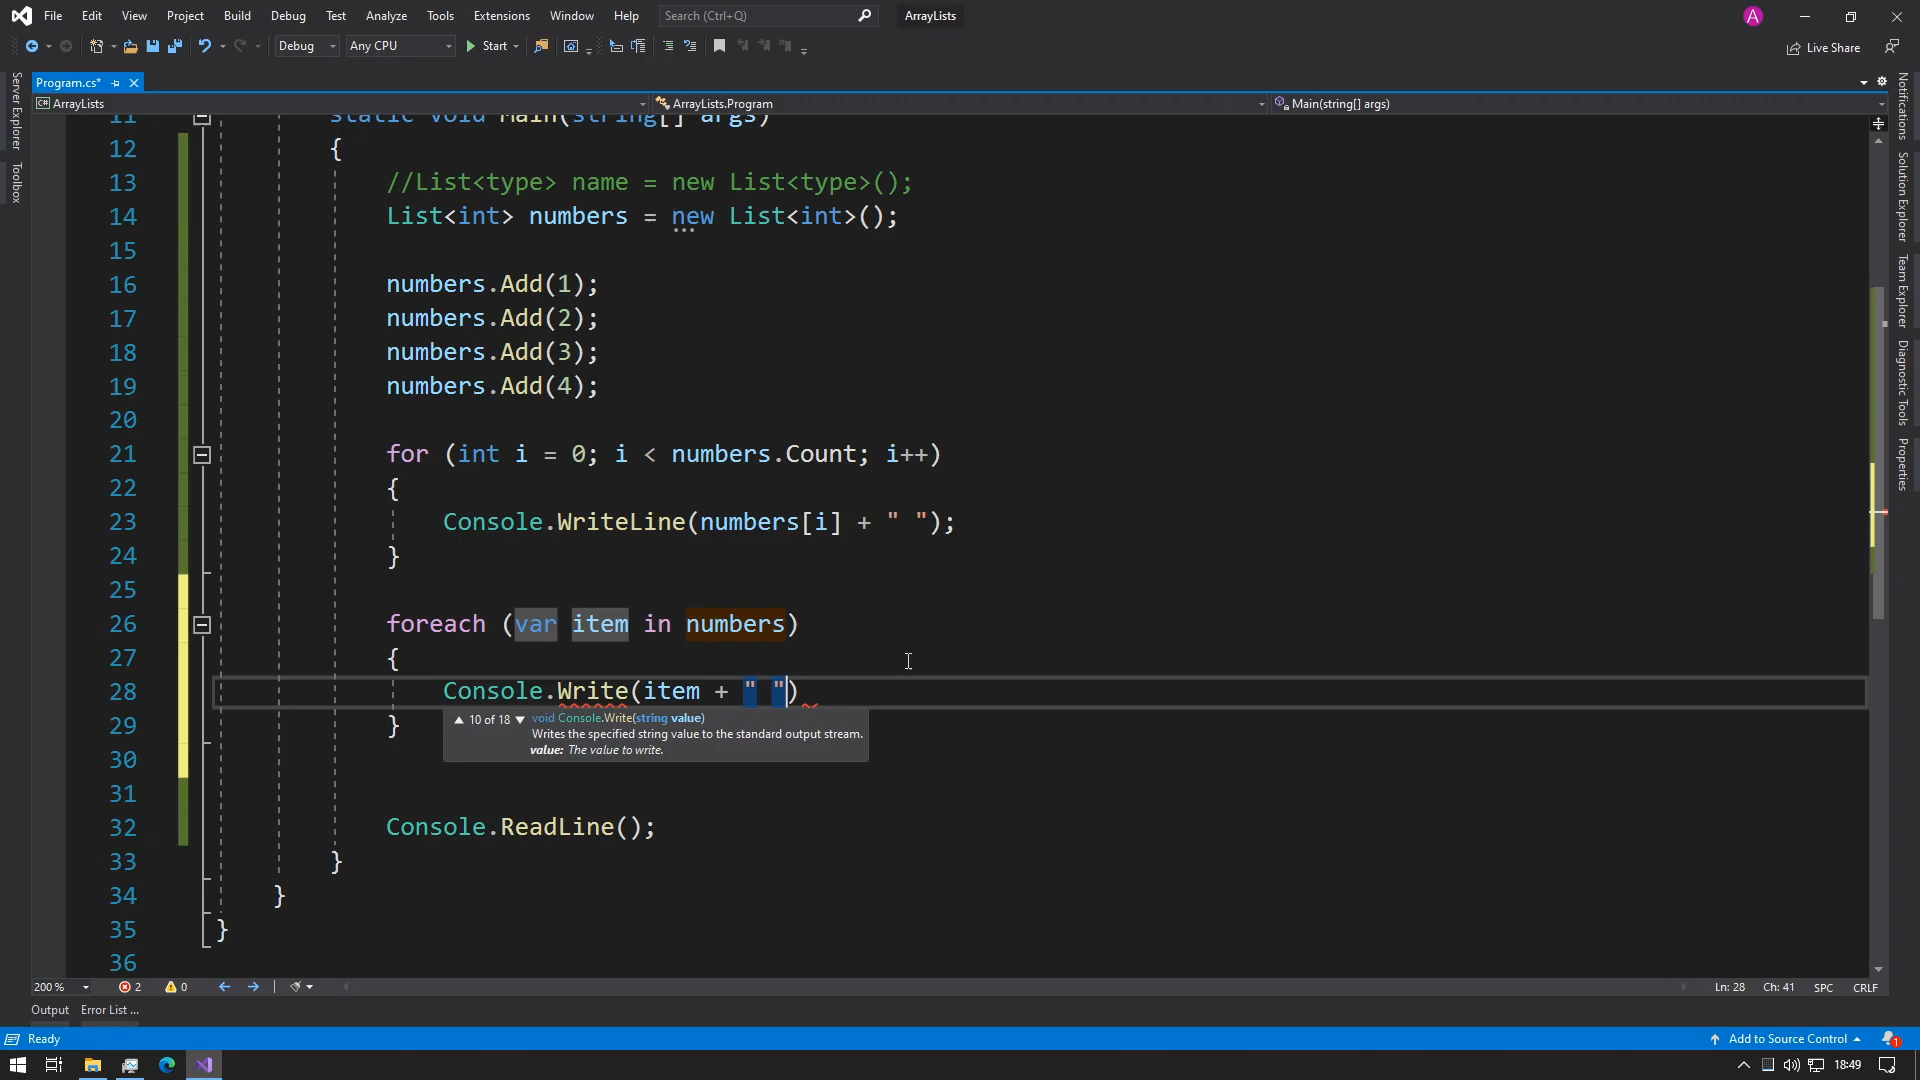 File Edit View Project Build Debug Test Analyze Tools Extensions Window Help Search (Ctrl+Q) ArrayLists A
Debug Any CPU Start Live Share
Program.cs*
ArrayLists ArrayLists.Program Main(string[] args)
Server Explorer
Toolbox
Notifications
Solution Explorer
Team Explorer
Diagnostic Tools
Properties
11 static void Main(string[] args)
12 {
13 //List<type> name = new List<type>();
14 List<int> numbers = new List<int>();
15
16 numbers.Add(1);
17 numbers.Add(2);
18 numbers.Add(3);
19 numbers.Add(4);
20
21 for (int i = 0; i < numbers.Count; i++)
22 {
23 Console.WriteLine(numbers[i] + " ");
24 }
25
26 foreach (var item in numbers)
27 {
28 Console.Write(item + " ")
29 }
▲ 10 of 18 ▼ void Console.Write(string value)
Writes the specified string value to the standard output stream.
value: The value to write.
30
31
32 Console.ReadLine();
33 }
34 }
35 }
36
200 % 2 0 Ln: 28 Ch: 41 SPC CRLF
Output Error List ...
Ready Add to Source Control 1
18:49